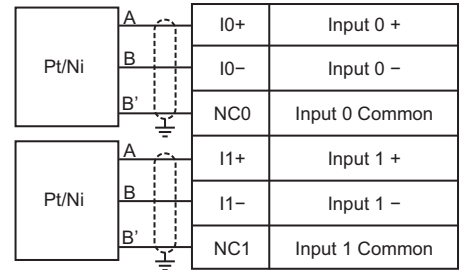 A I0+ Input 0 +
Pt/Ni B I0− Input 0 −
B' NC0 Input 0 Common
A I1+ Input 1 +
Pt/Ni B I1− Input 1 −
B' NC1 Input 1 Common